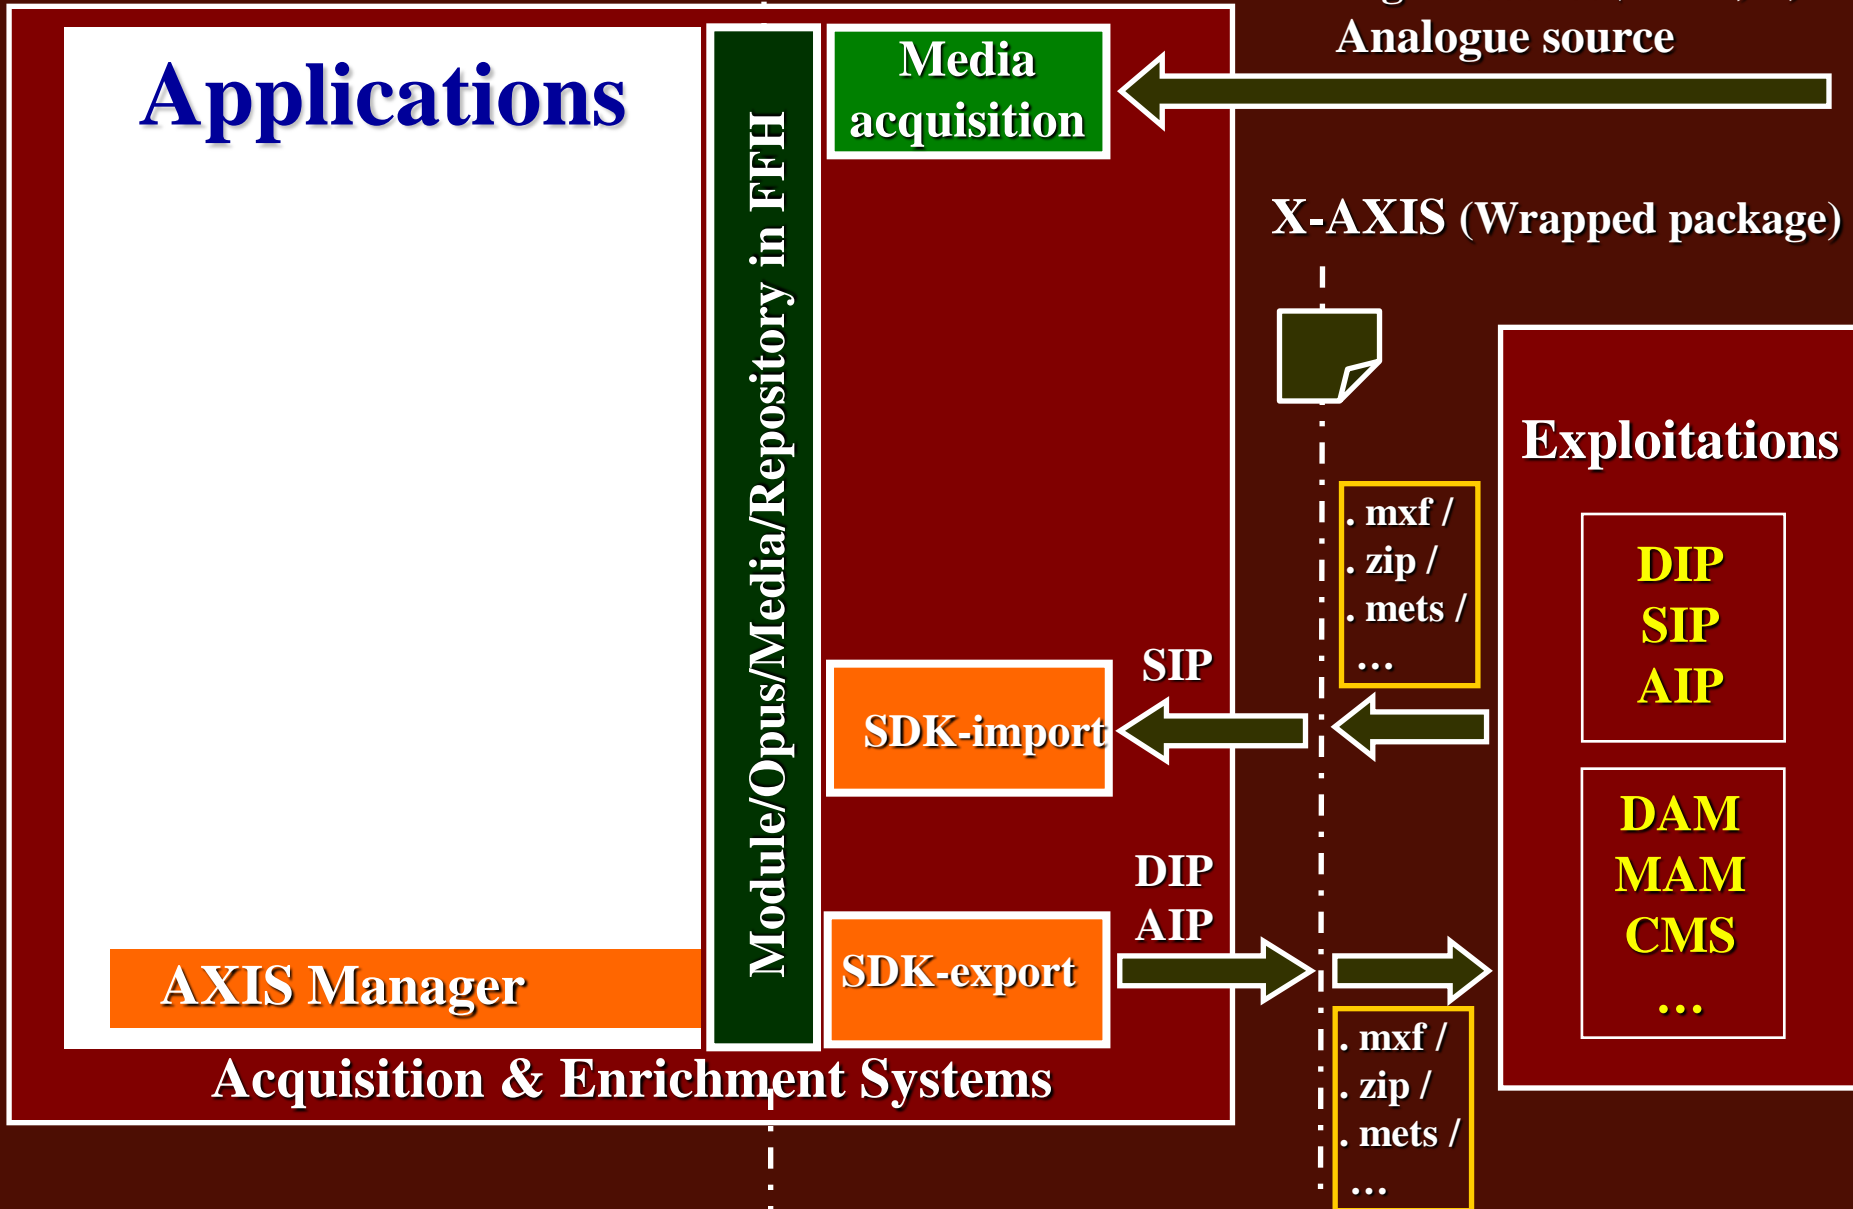 Analogue source
Applications
Media
acquisition
Module/Opus/Media/Repository in FFH
X-AXIS (Wrapped package)
Exploitations
. mxf /
. zip /
. mets /
...
DIP
SIP
AIP
SIP
SDK-import
DAM
MAM
CMS
...
DIP
AIP
SDK-export
AXIS Manager
. mxf /
. zip /
. mets /
...
Acquisition & Enrichment Systems